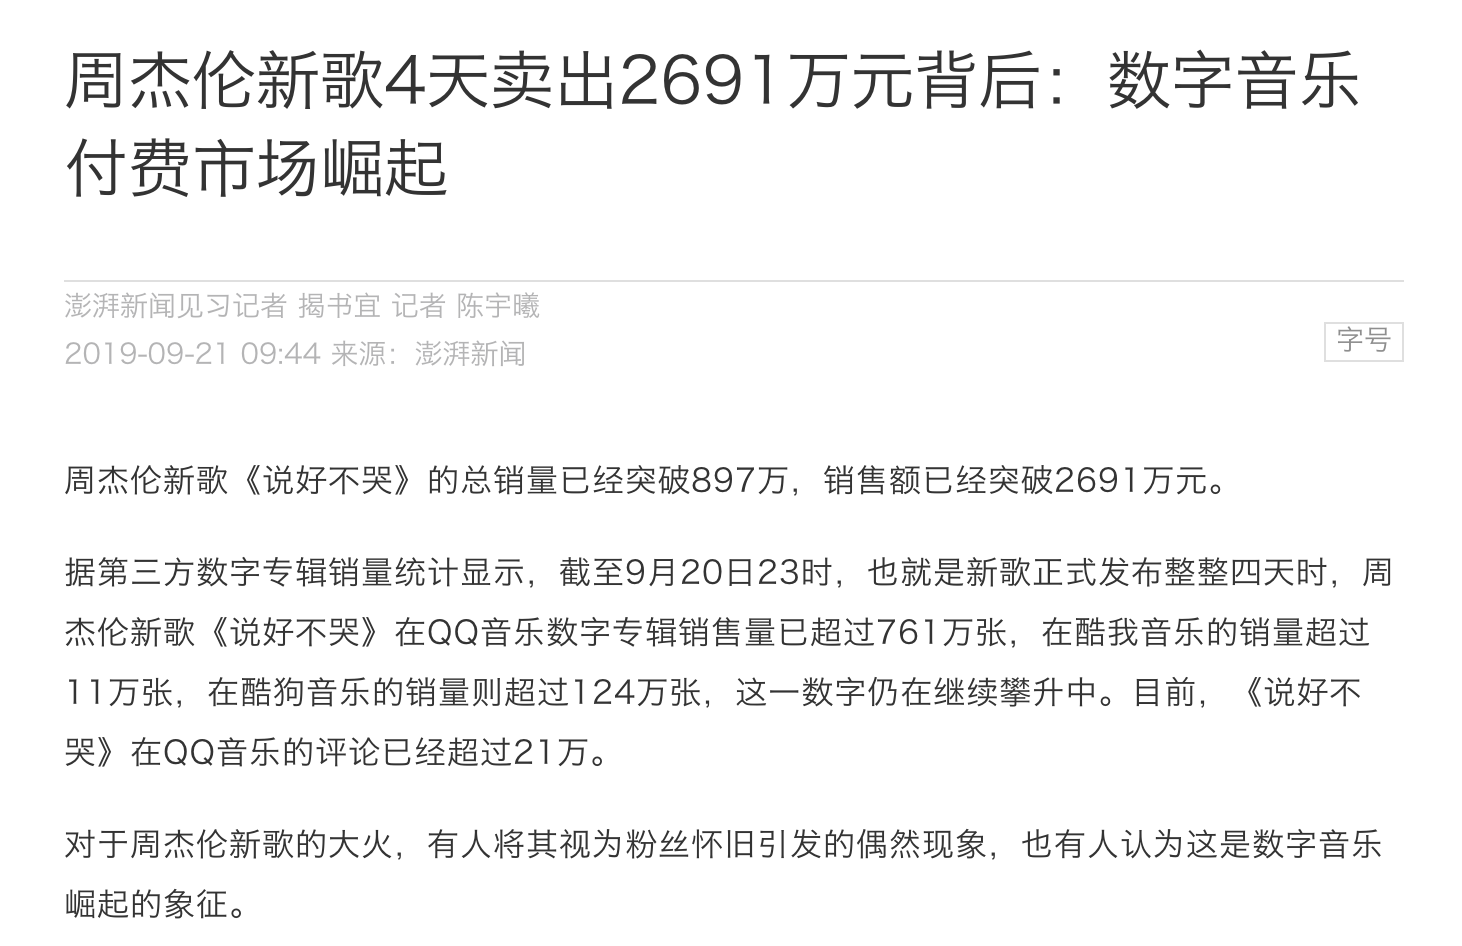 周杰伦新歌4天卖出2691万元背后：数字音乐
付费市场崛起
澎湃新闻见习记者 揭书宜 记者 陈宇曦
2019-09-21 09:44 来源：澎湃新闻
字号
周杰伦新歌《说好不哭》的总销量已经突破897万，销售额已经突破2691万元。
据第三方数字专辑销量统计显示，截至9月20日23时，也就是新歌正式发布整整四天时，周
杰伦新歌《说好不哭》在QQ音乐数字专辑销售量已超过761万张，在酷我音乐的销量超过
11万张，在酷狗音乐的销量则超过124万张，这一数字仍在继续攀升中。目前，《说好不
哭》在QQ音乐的评论已经超过21万。
对于周杰伦新歌的大火，有人将其视为粉丝怀旧引发的偶然现象，也有人认为这是数字音乐
崛起的象征。